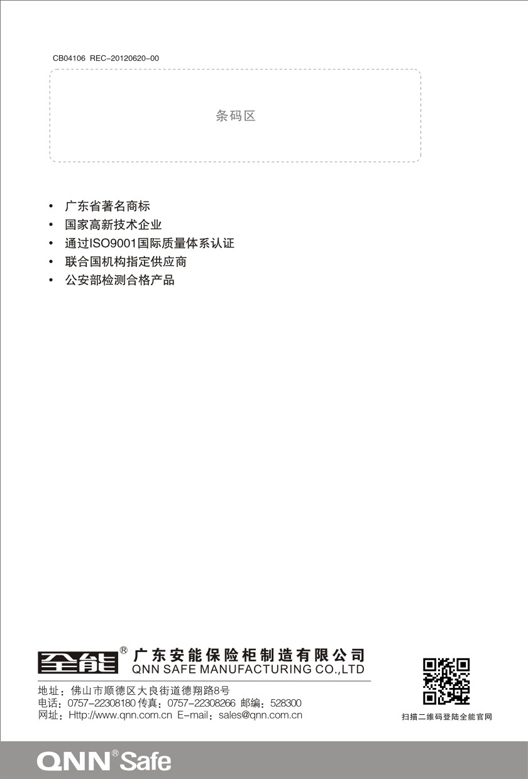 CB04106 REC-20120620-00
条码区
• 广东省著名商标
• 国家高新技术企业
• 通过ISO9001国际质量体系认证
• 联合国机构指定供应商
• 公安部检测合格产品
全能® 广东安能保险柜制造有限公司
QNN SAFE MANUFACTURING CO.,LTD
地址：佛山市顺德区大良街道德翔路8号
电话：0757-22308180 传真：0757-22308266 邮编：528300
网址：Http://www.qnn.com.cn E-mail：sales@qnn.com.cn
扫描二维码登陆全能官网
QNN® Safe